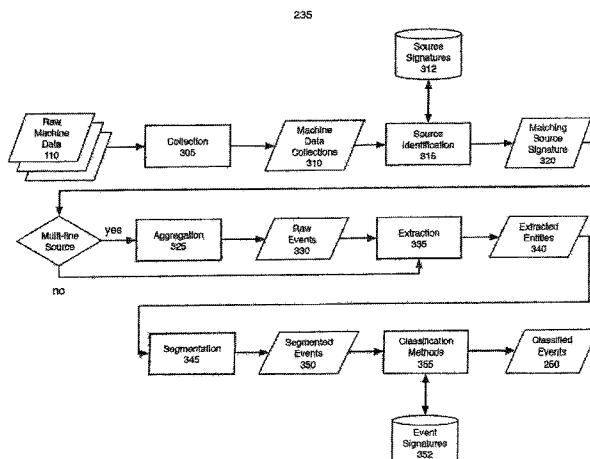 235
Source
Signatures
312
Raw
Machine
Data
110
Collection
305
Machine
Data
Collections
310
Source
Identification
315
Matching
Source
Signature
320
Multi-line
Source
yes
no
Aggregation
325
Raw
Events
330
Extraction
335
Extracted
Entities
340
Segmentation
345
Segmented
Events
350
Classification
Methods
355
Classified
Events
250
Event
Signatures
352